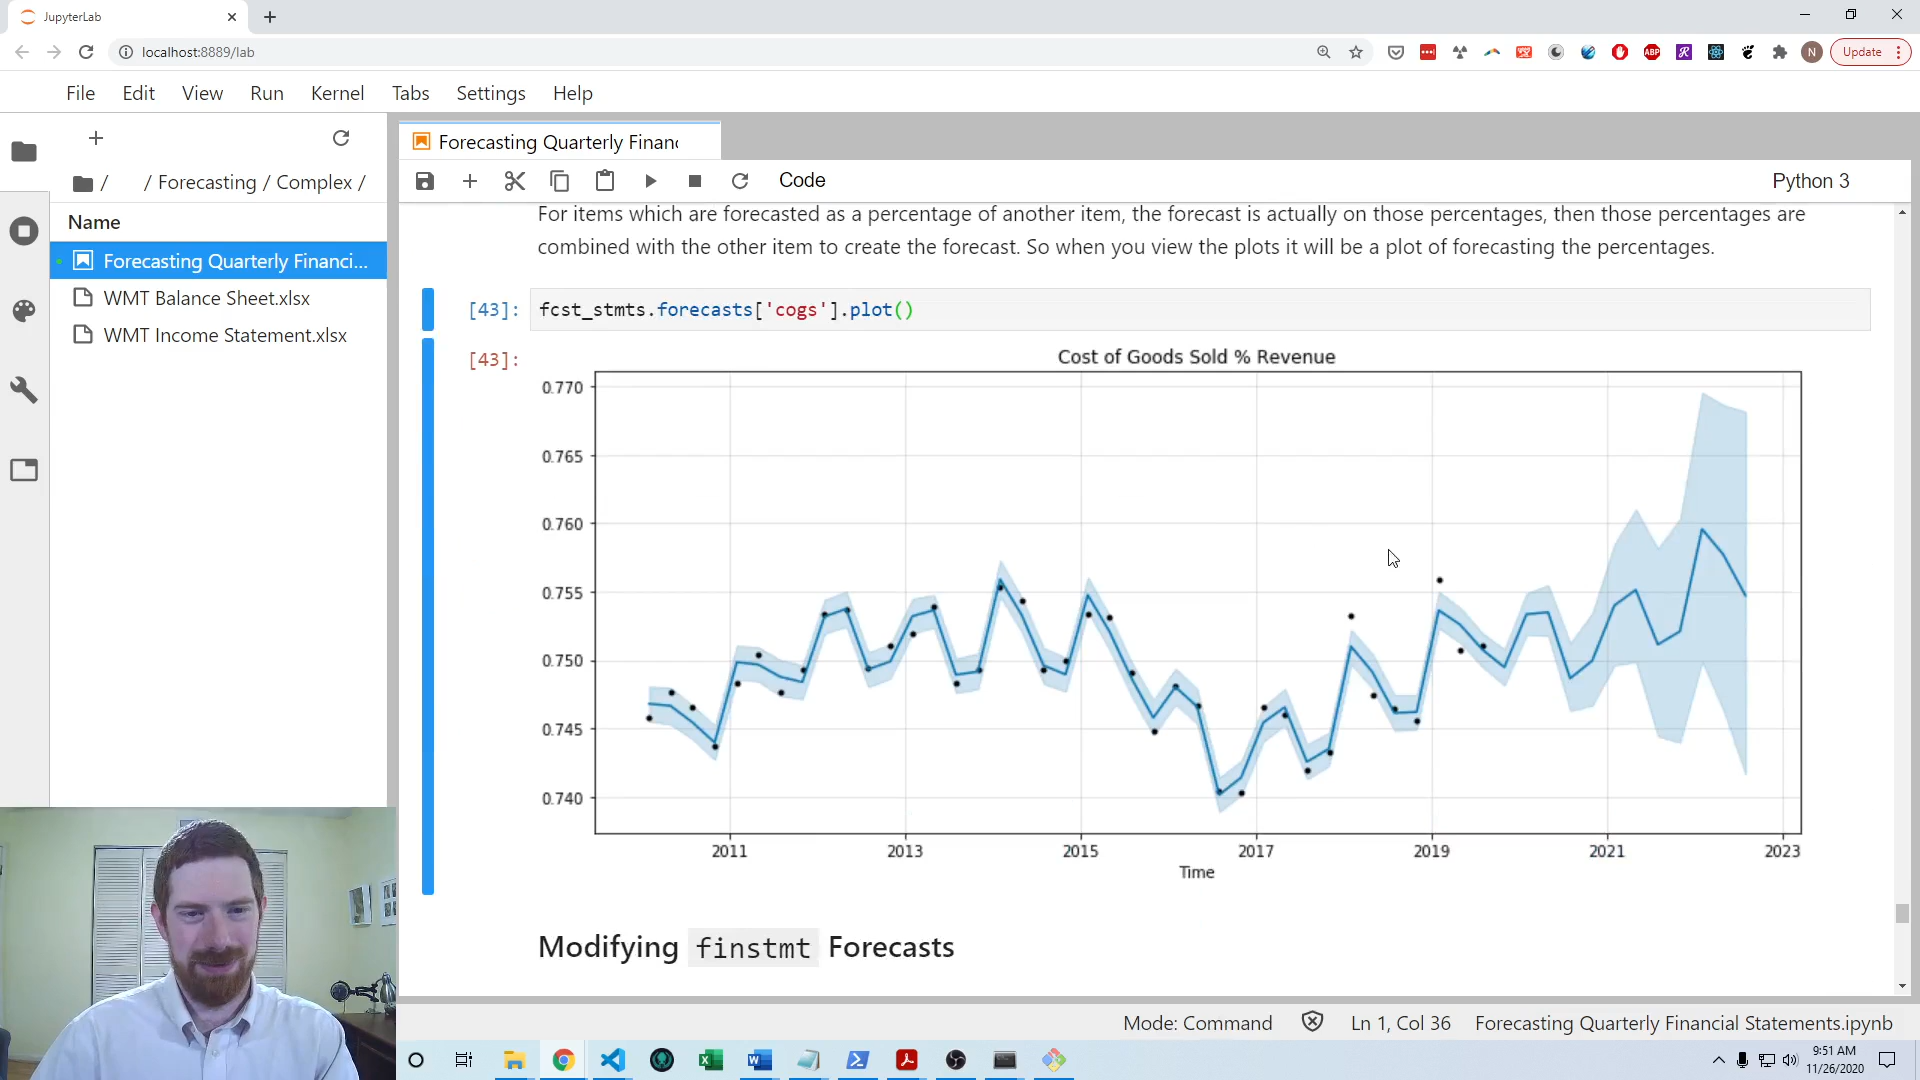 JupyterLab
localhost:8889/lab
Update
File Edit View Run Kernel Tabs Settings Help
/ / Forecasting / Complex /
Name
Forecasting Quarterly Financi...
WMT Balance Sheet.xlsx
WMT Income Statement.xlsx
Forecasting Quarterly Finan
Code
Python 3
For items which are forecasted as a percentage of another item, the forecast is actually on those percentages, then those percentages are
combined with the other item to create the forecast. So when you view the plots it will be a plot of forecasting the percentages.
[43]: fcst_stmts.forecasts['cogs'].plot()
[43]:
Cost of Goods Sold % Revenue
0.770
0.765
0.760
0.755
0.750
0.745
0.740
2011 2013 2015 2017 2019 2021 2023
Time
Modifying finstmt Forecasts
Mode: Command Ln 1, Col 36 Forecasting Quarterly Financial Statements.ipynb
9:51 AM
11/26/2020
N
ABP